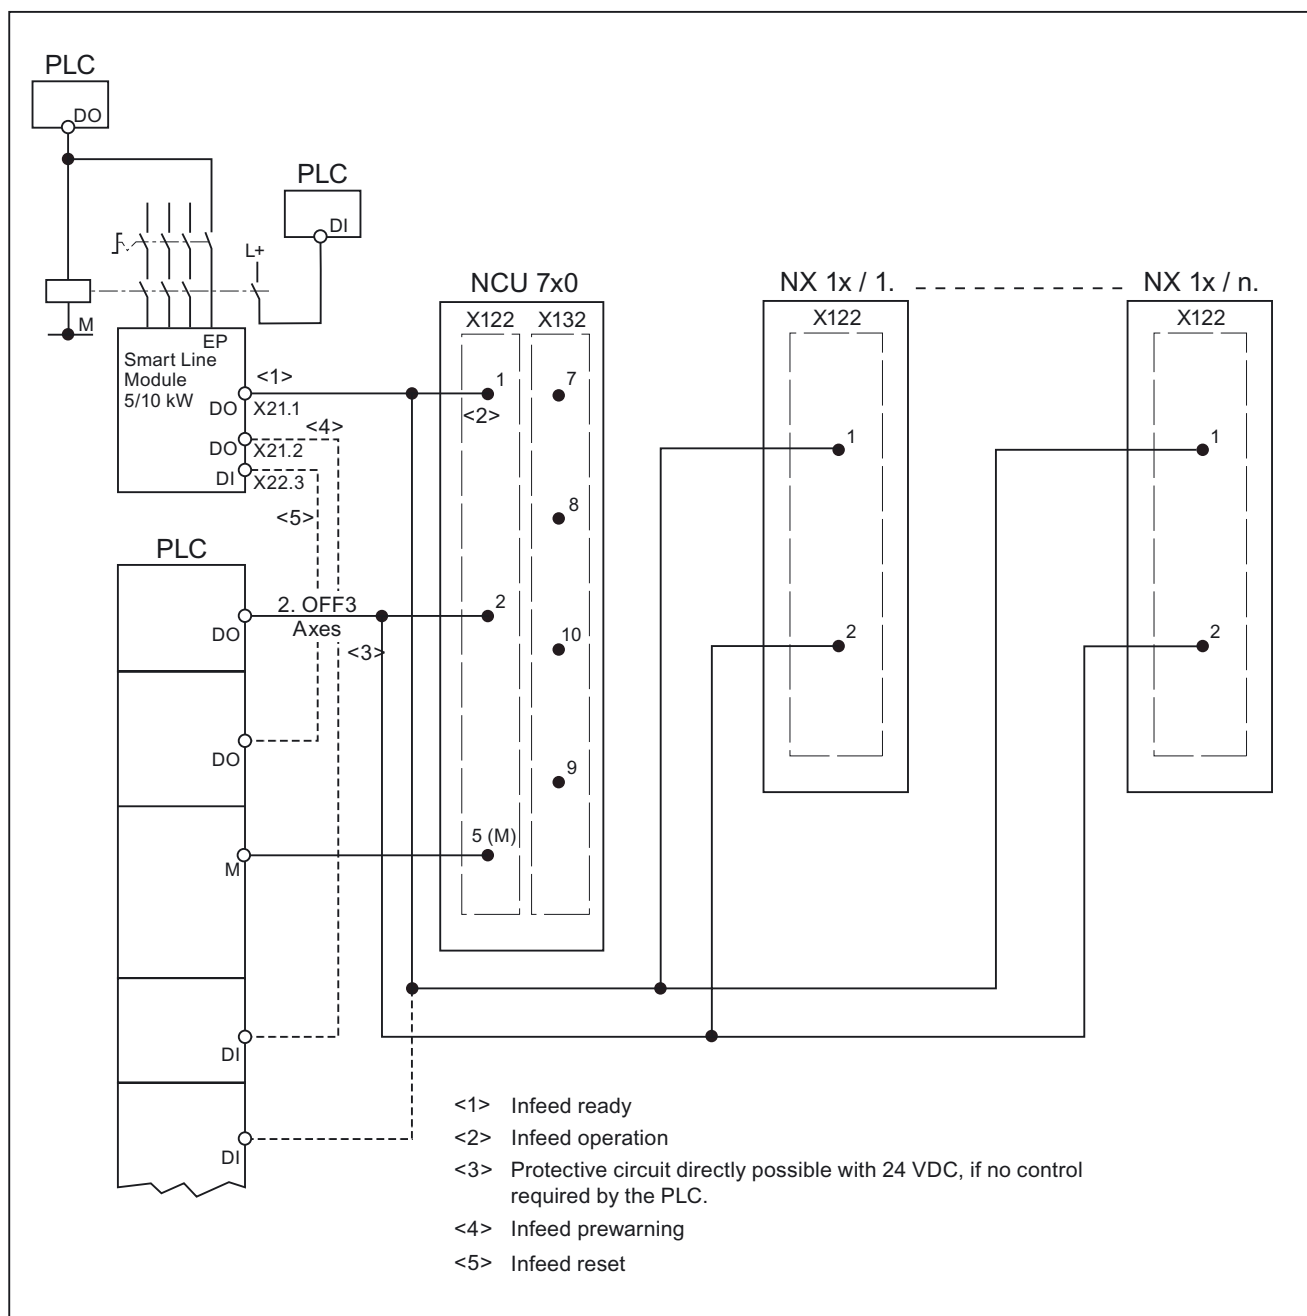 PLC
DO
PLC
DI
L+
M
EP
Smart Line
Module
5/10 kW
<1>
DO
X21.1
<4>
DO
X21.2
DI
X22.3
<5>
NCU 7x0
X122
X132
1
<2>
7
8
2
10
9
5 (M)
NX 1x / 1.
X122
1
2
NX 1x / n.
X122
1
2
PLC
2. OFF3
Axes
DO
<3>
DO
M
DI
DI
<1> Infeed ready
<2> Infeed operation
<3> Protective circuit directly possible with 24 VDC, if no control
required by the PLC.
<4> Infeed prewarning
<5> Infeed reset